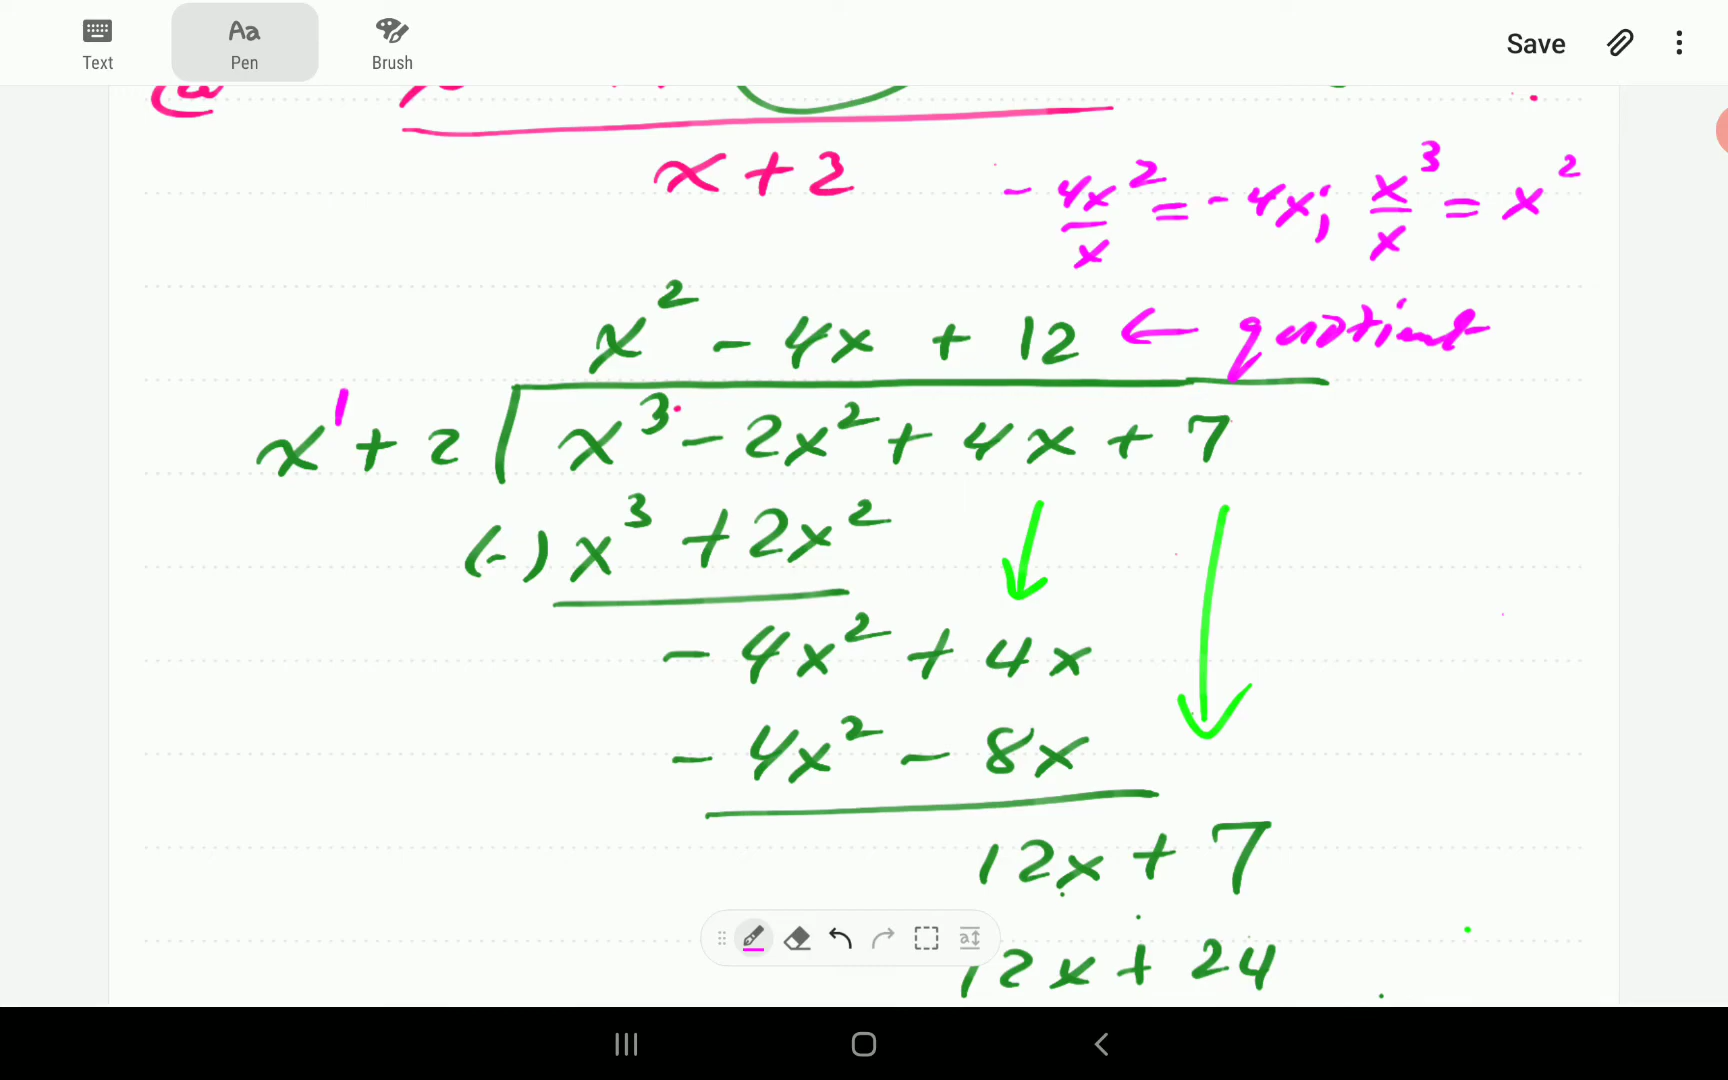 Text Pen Brush Save
x + 2
- 4x²/x = - 4x; x³/x = x²
x² - 4x + 12 ← quotient
x¹ + 2 x³ - 2x² + 4x + 7
(-) x³ + 2x²
- 4x² + 4x
- 4x² - 8x
12x + 7
12x + 24